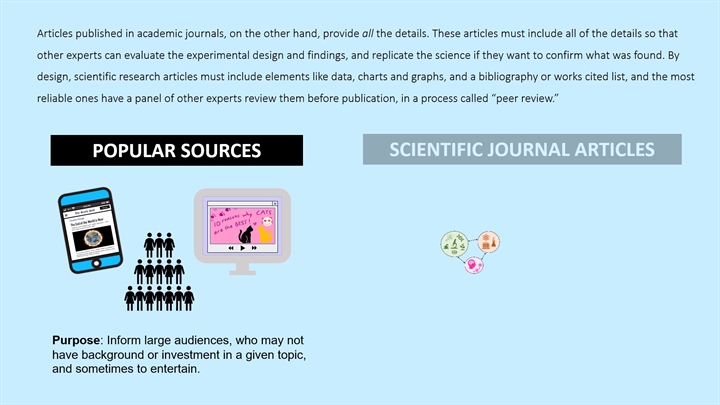 Articles published in academic journals, on the other hand, provide all the details. These articles must include all of the details so that
other experts can evaluate the experimental design and findings, and replicate the science if they want to confirm what was found. By
design, scientific research articles must include elements like data, charts and graphs, and a bibliography or works cited list, and the most
reliable ones have a panel of other experts review them before publication, in a process called “peer review.”
POPULAR SOURCES
SCIENTIFIC JOURNAL ARTICLES
10 reasons why CATS
are the BEST!
Purpose: Inform large audiences, who may not
have background or investment in a given topic,
and sometimes to entertain.